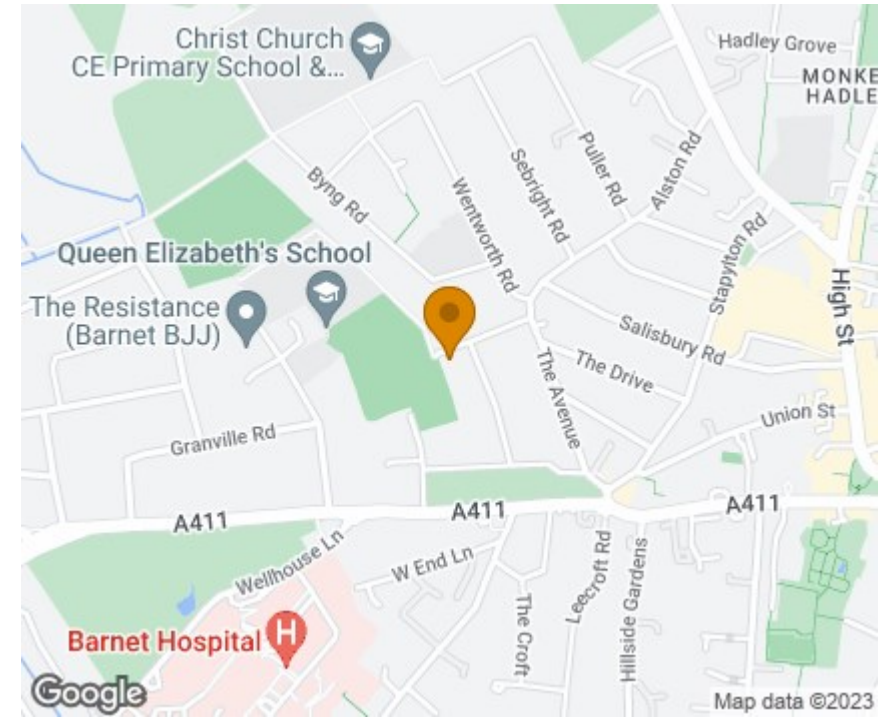 Christ Church
CE Primary School &...
Hadley Grove
MONKE
HADLE
Puller Rd
Alston Rd
Sebright Rd
Byng Rd
Wentworth Rd
Stapylton Rd
Queen Elizabeth's School
The Resistance
(Barnet BJJ)
High St
Salisbury Rd
The Drive
The Avenue
Union St
Granville Rd
A411
A411
A411
Wellhouse Ln
W End Ln
The Croft
Leecroft Rd
Hillside Gardens
Barnet Hospital
H
Google
Map data ©2023